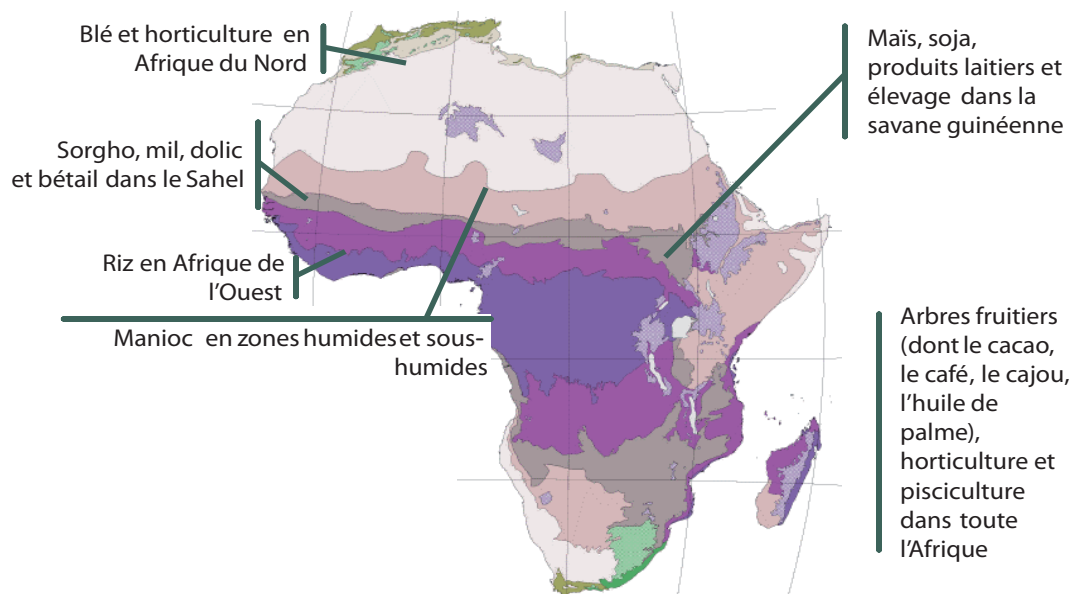 Blé et horticulture en
Afrique du Nord
Sorgho, mil, dolic
et bétail dans le Sahel
Riz en Afrique de
l'Ouest
Manioc en zones humides et sous-
humides
Maïs, soja,
produits laitiers et
élevage dans la
savane guinéenne
Arbres fruitiers
(dont le cacao,
le café, le cajou,
l'huile de
palme),
horticulture et
pisciculture
dans toute
l'Afrique